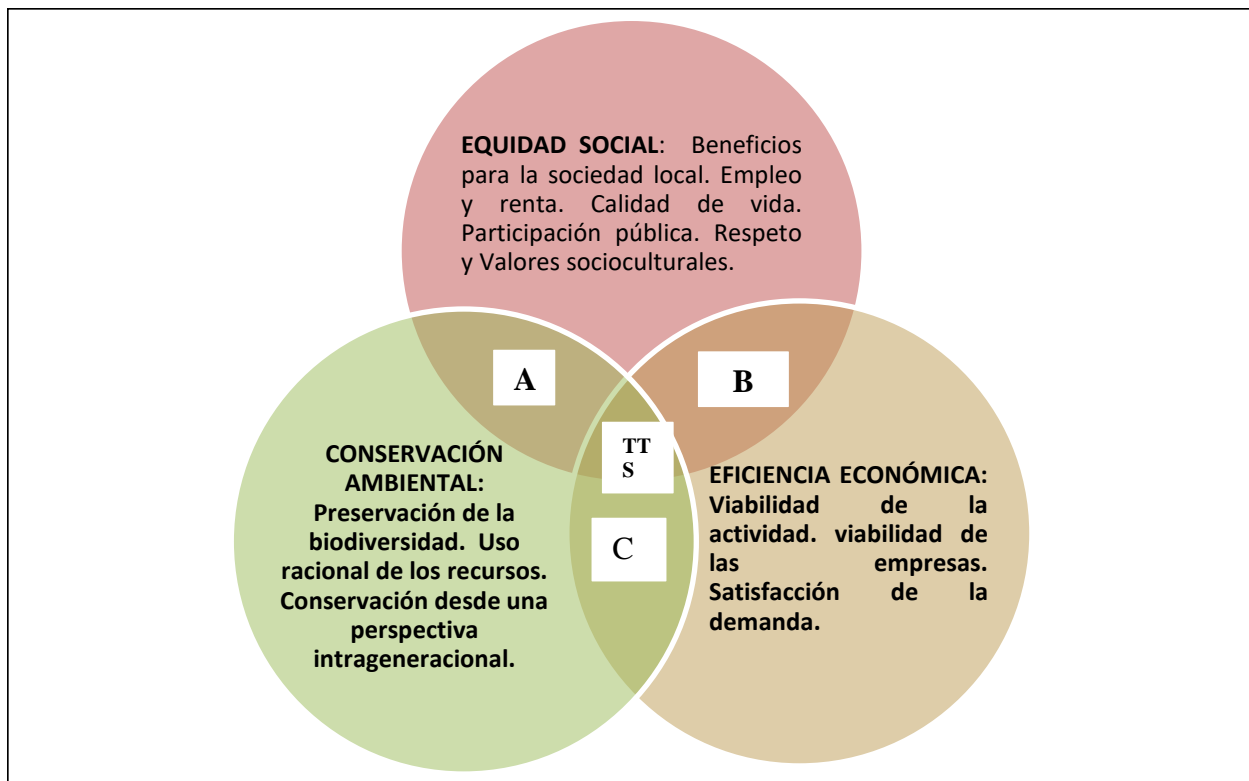 EQUIDAD SOCIAL: Beneficios
para la sociedad local. Empleo
y renta. Calidad de vida.
Participación pública. Respeto
y Valores socioculturales.
A
B
TT
S
CONSERVACIÓN
AMBIENTAL:
Preservación de la
biodiversidad. Uso
racional de los recursos.
Conservación desde una
perspectiva
intrageneracional.
C
EFICIENCIA ECONÓMICA:
Viabilidad de la
actividad. viabilidad de
las empresas.
Satisfacción de la
demanda.